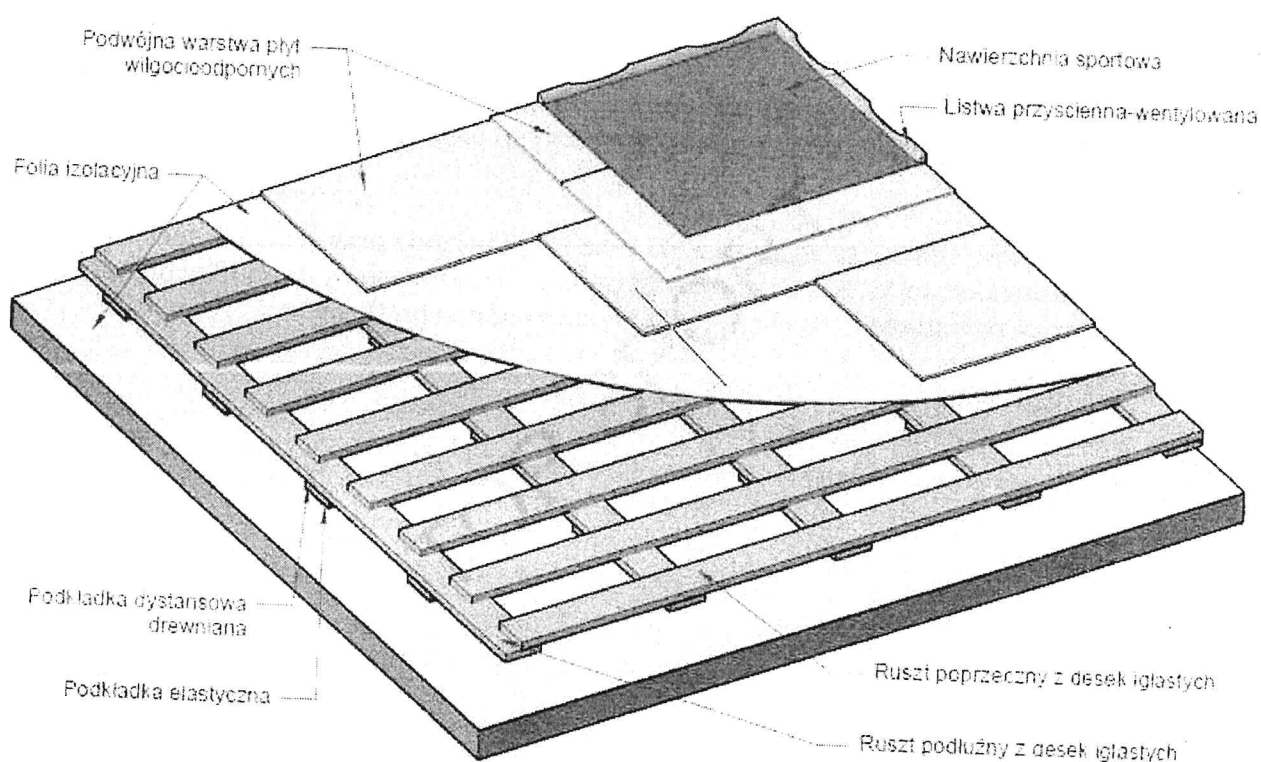 Podwójna warstwa płyt
wilgocioodpornych
Nawierzchnia sportowa
Listwa przyscienna-wentylowana
Folia izolacyjna
Podkładka dystansowa
drewniana
Podkładka elastyczna
Ruszt poprzeczny z desek iglastych
Ruszt podłużny z desek iglastych